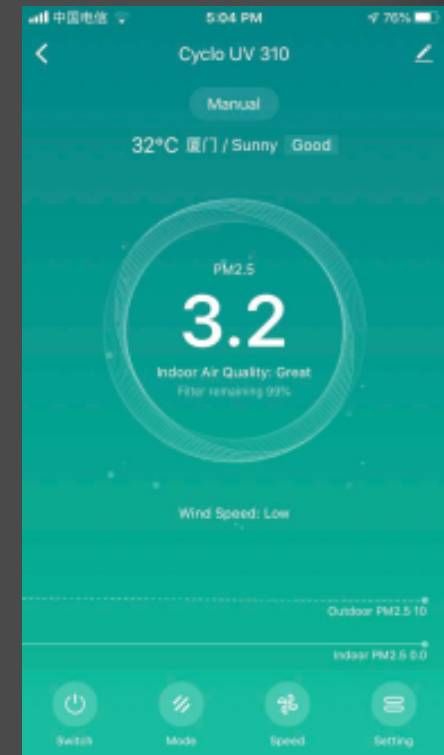 中国电信 5:04 PM 76%
Cyclo UV 310
Manual
32°C 厦门 / Sunny Good
PM2.5
3.2
Indoor Air Quality: Great
Filter remaining 99%
Wind Speed: Low
Outdoor PM2.5 10
Indoor PM2.5 0.0
Switch Mode Speed Setting